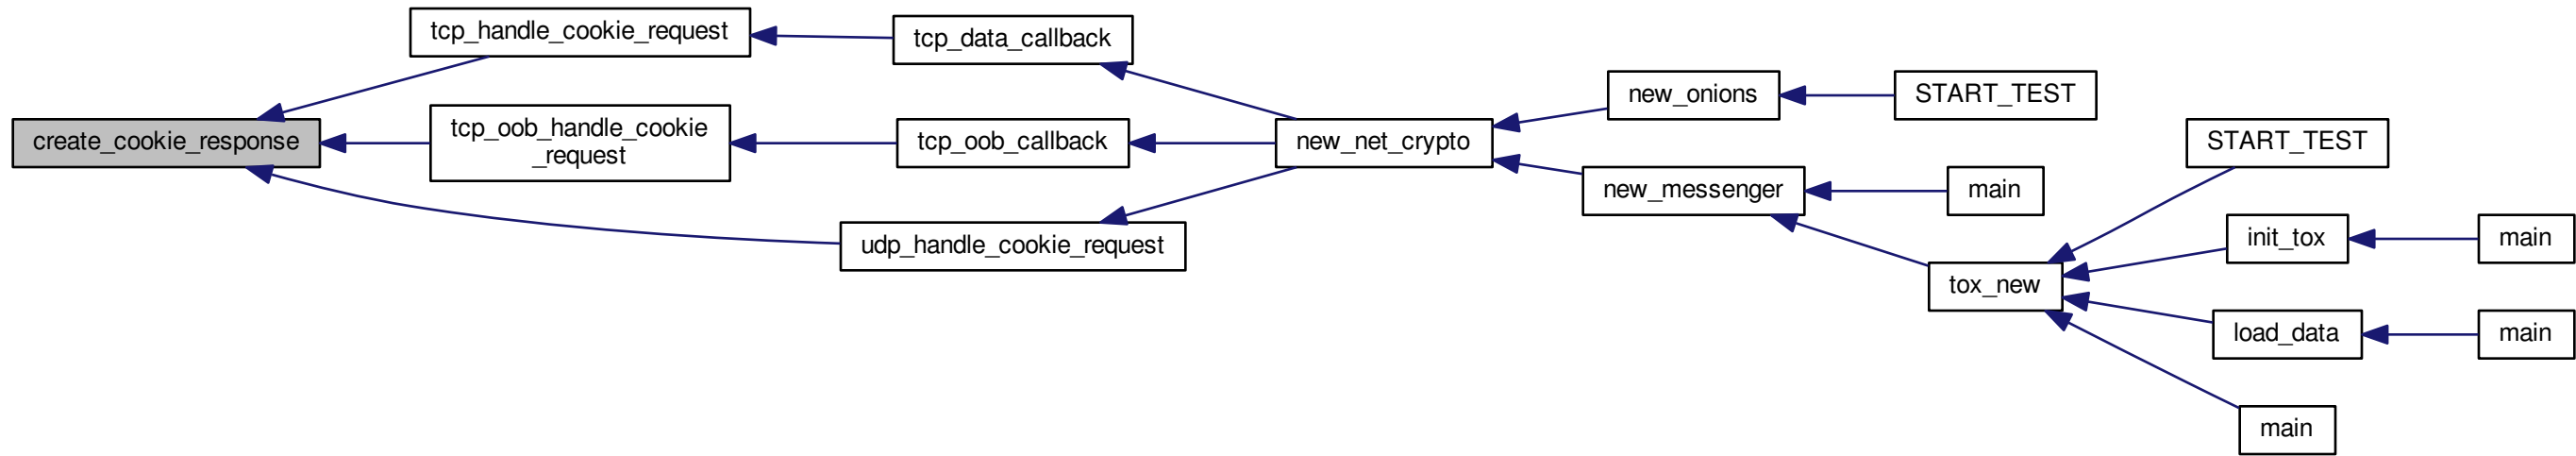 create_cookie_response
tcp_handle_cookie_request
tcp_oob_handle_cookie
_request
tcp_data_callback
tcp_oob_callback
udp_handle_cookie_request
new_net_crypto
new_onions
new_messenger
START_TEST
main
tox_new
START_TEST
init_tox
load_data
main
main
main